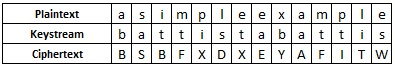 Plaintext a s i m p l e e x a m p l e
Keystream b a t t i s t a b a t t i s
Ciphertext B S B F X D X E Y A F I T W